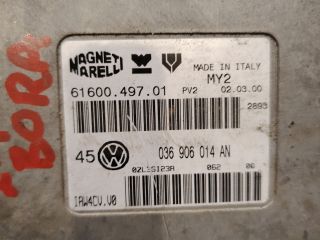 BORA
MAGNETI
MARELLI
MADE IN ITALY
MY2
61600.497.01 PV2 02.03.00
2893
45 VW 036 906 014 AN
062 06
IAW4CV.V0